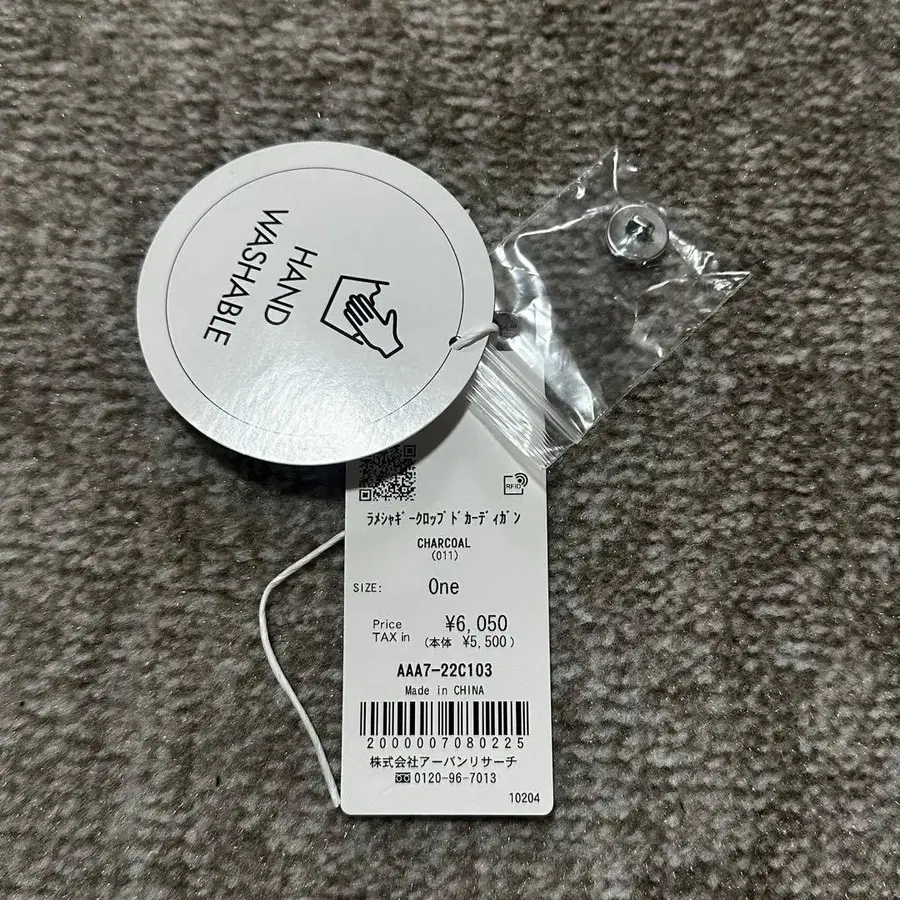 HAND
WASHABLE
RFID
ﾗﾒｼｬｷﾞｰｸﾛｯﾌﾟﾄﾞｶｰﾃﾞｨｶﾞﾝ
CHARCOAL
(011)
SIZE: One
Price ¥6,050
TAX in (本体 ¥5,500)
AAA7-22C103
Made in CHINA
2000007080225
株式会社アーバンリサーチ
0120-96-7013
10204